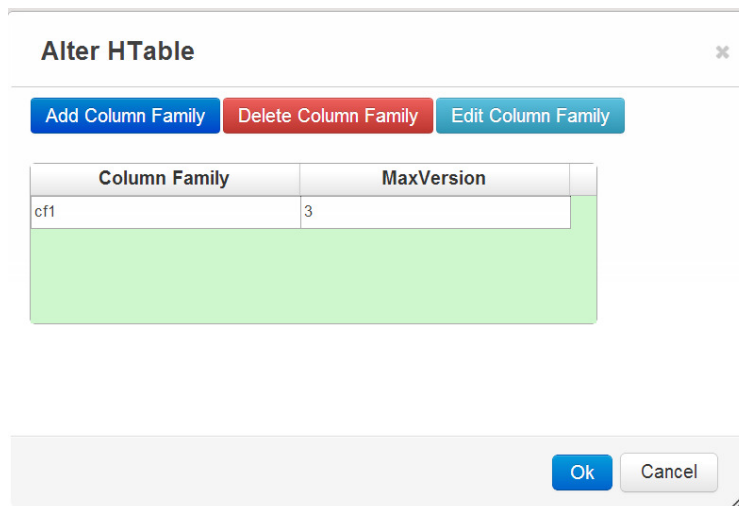 Alter HTable
Add Column Family Delete Column Family Edit Column Family
Column Family MaxVersion
cf1 3
Ok Cancel